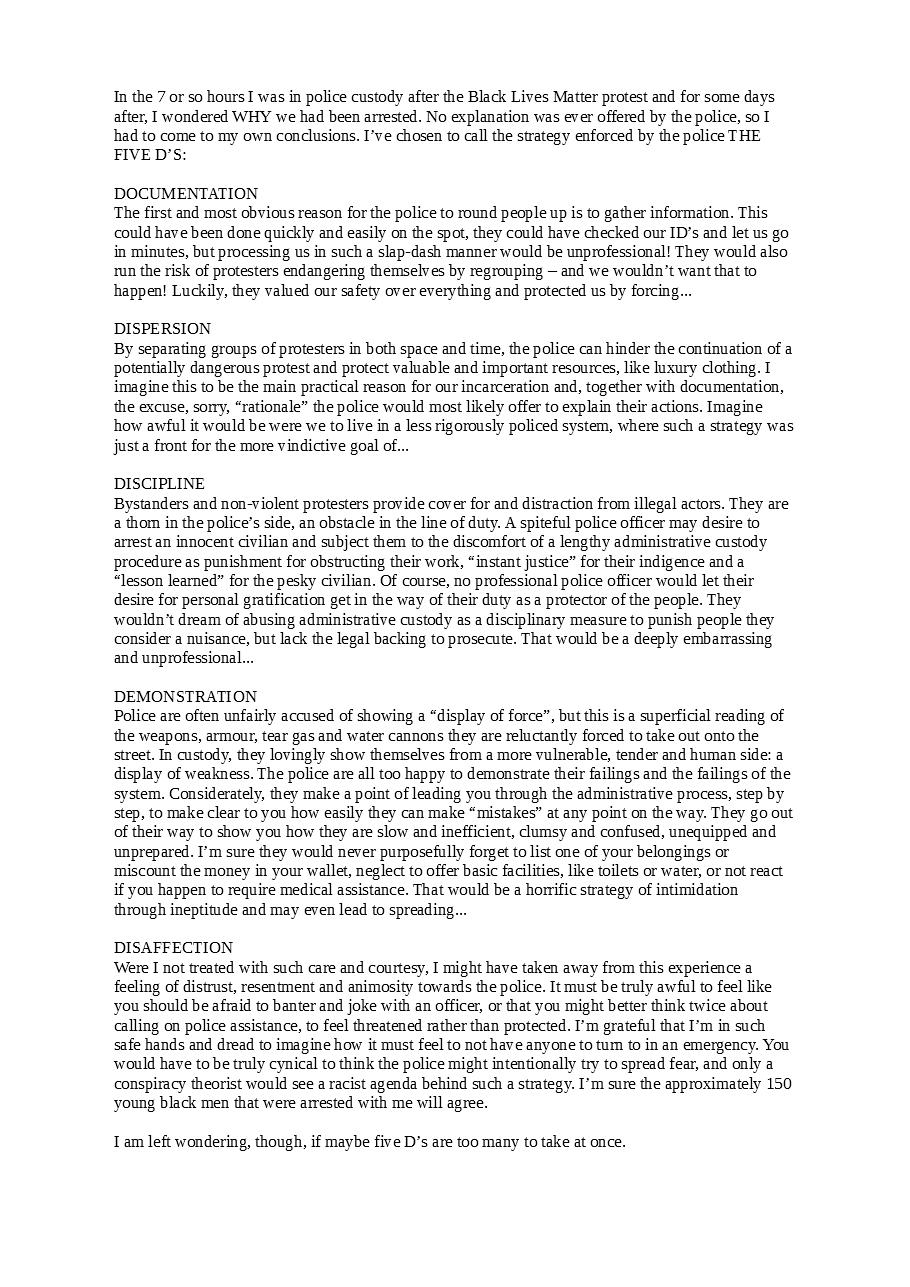 In the 7 or so hours I was in police custody after the Black Lives Matter protest and for some days
after, I wondered WHY we had been arrested. No explanation was ever offered by the police, so I
had to come to my own conclusions. I’ve chosen to call the strategy enforced by the police THE
FIVE D’S:
DOCUMENTATION
The first and most obvious reason for the police to round people up is to gather information. This
could have been done quickly and easily on the spot, they could have checked our ID’s and let us go
in minutes, but processing us in such a slap-dash manner would be unprofessional! They would also
run the risk of protesters endangering themselves by regrouping – and we wouldn’t want that to
happen! Luckily, they valued our safety over everything and protected us by forcing...
DISPERSION
By separating groups of protesters in both space and time, the police can hinder the continuation of a
potentially dangerous protest and protect valuable and important resources, like luxury clothing. I
imagine this to be the main practical reason for our incarceration and, together with documentation,
the excuse, sorry, “rationale” the police would most likely offer to explain their actions. Imagine
how awful it would be were we to live in a less rigorously policed system, where such a strategy was
just a front for the more vindictive goal of...
DISCIPLINE
Bystanders and non-violent protesters provide cover for and distraction from illegal actors. They are
a thorn in the police’s side, an obstacle in the line of duty. A spiteful police officer may desire to
arrest an innocent civilian and subject them to the discomfort of a lengthy administrative custody
procedure as punishment for obstructing their work, “instant justice” for their indigence and a
“lesson learned” for the pesky civilian. Of course, no professional police officer would let their
desire for personal gratification get in the way of their duty as a protector of the people. They
wouldn’t dream of abusing administrative custody as a disciplinary measure to punish people they
consider a nuisance, but lack the legal backing to prosecute. That would be a deeply embarrassing
and unprofessional...
DEMONSTRATION
Police are often unfairly accused of showing a “display of force”, but this is a superficial reading of
the weapons, armour, tear gas and water cannons they are reluctantly forced to take out onto the
street. In custody, they lovingly show themselves from a more vulnerable, tender and human side: a
display of weakness. The police are all too happy to demonstrate their failings and the failings of the
system. Considerately, they make a point of leading you through the administrative process, step by
step, to make clear to you how easily they can make “mistakes” at any point on the way. They go out
of their way to show you how they are slow and inefficient, clumsy and confused, unequipped and
unprepared. I’m sure they would never purposefully forget to list one of your belongings or
miscount the money in your wallet, neglect to offer basic facilities, like toilets or water, or not react
if you happen to require medical assistance. That would be a horrific strategy of intimidation
through ineptitude and may even lead to spreading...
DISAFFECTION
Were I not treated with such care and courtesy, I might have taken away from this experience a
feeling of distrust, resentment and animosity towards the police. It must be truly awful to feel like
you should be afraid to banter and joke with an officer, or that you might better think twice about
calling on police assistance, to feel threatened rather than protected. I’m grateful that I’m in such
safe hands and dread to imagine how it must feel to not have anyone to turn to in an emergency. You
would have to be truly cynical to think the police might intentionally try to spread fear, and only a
conspiracy theorist would see a racist agenda behind such a strategy. I’m sure the approximately 150
young black men that were arrested with me will agree.
I am left wondering, though, if maybe five D’s are too many to take at once.